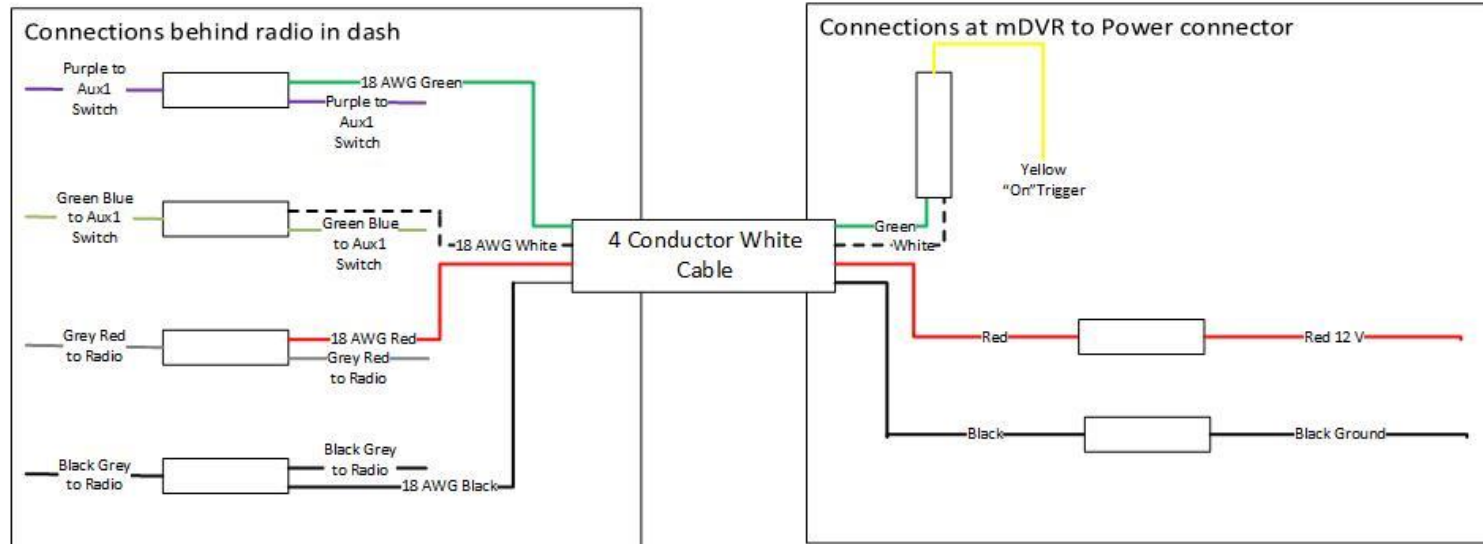 Connections behind radio in dash
Purple to
Aux1
Switch
18 AWG Green
Purple to
Aux1
Switch
Green Blue
to Aux1
Switch
Green Blue
to Aux1
Switch
18 AWG White
Grey Red
to Radio
18 AWG Red
Grey Red
to Radio
Black Grey
to Radio
Black Grey
to Radio
18 AWG Black
4 Conductor White
Cable
Connections at mDVR to Power connector
Yellow
“On”Trigger
Green
White
Red
Red 12 V
Black
Black Ground